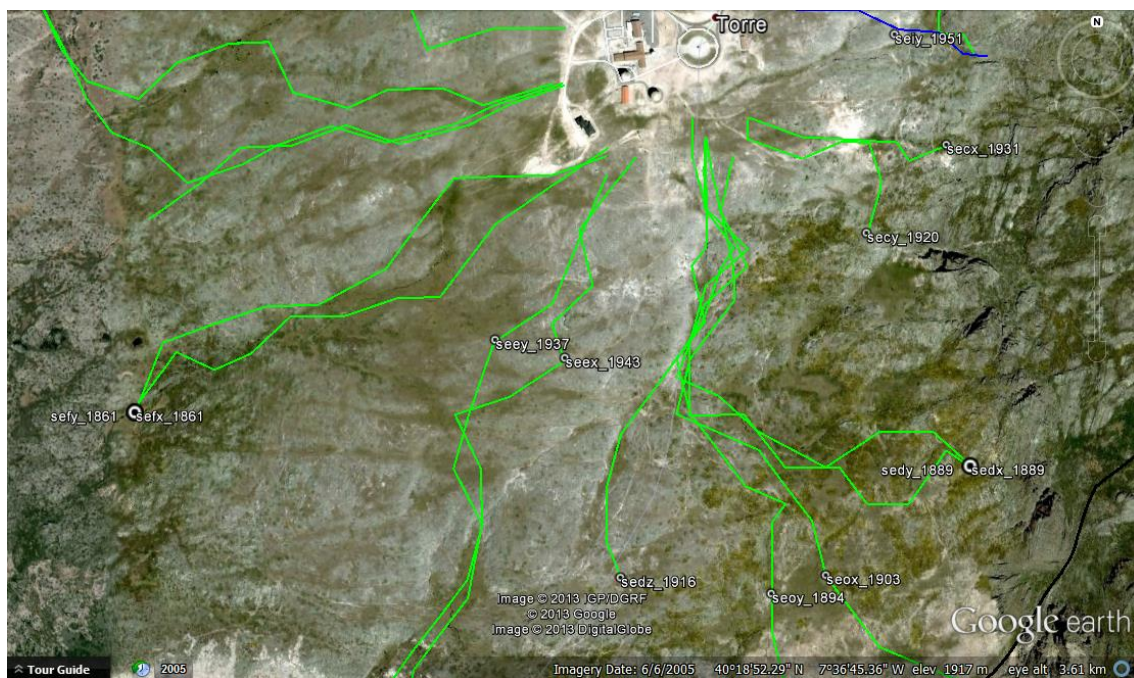 N
Torre
seiy_1951
secx_1931
secy_1920
seey_1937
seex_1943
sefy_1861 sefx_1861
sedy_1889 sedx_1889
sedz_1916
seox_1903
seoy_1894
Image © 2013 IGP/DGRF
© 2013 Google
Image © 2013 DigitalGlobe
Google earth
Tour Guide 2005 Imagery Date: 6/6/2005 40°18'52.29" N 7°36'45.36" W elev 1917 m eye alt 3.61 km